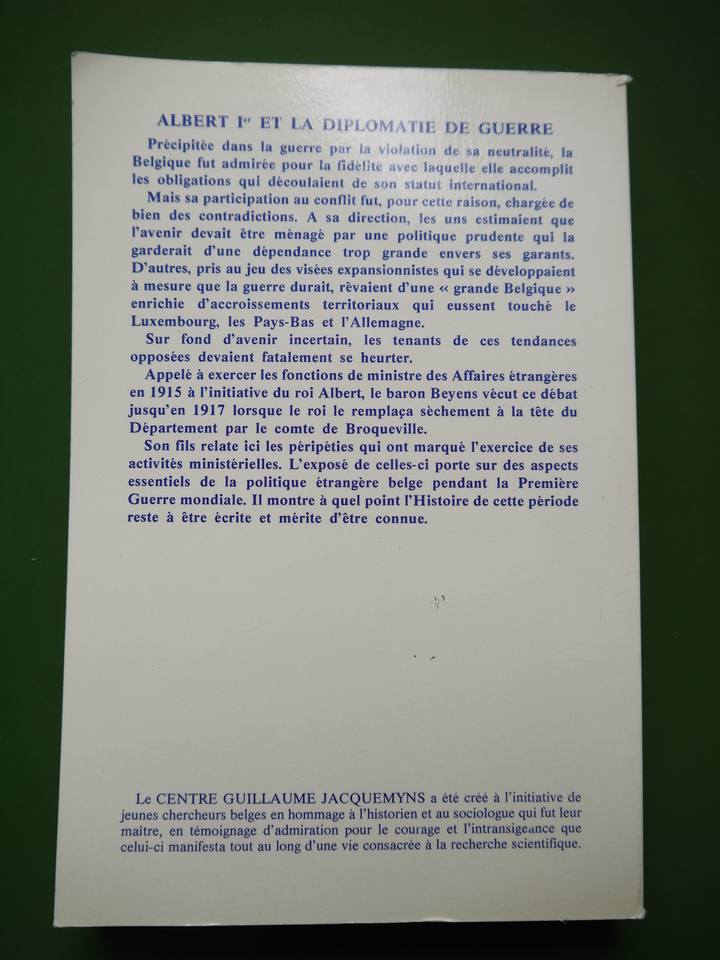 ALBERT Ier ET LA DIPLOMATIE DE GUERRE
Précipitée dans la guerre par la violation de sa neutralité, la
Belgique fut admirée pour la fidélité avec laquelle elle accomplit
les obligations qui découlaient de son statut international.
Mais sa participation au conflit fut, pour cette raison, chargée de
bien des contradictions. A sa direction, les uns estimaient que
l'avenir devait être ménagé par une politique prudente qui la
garderait d'une dépendance trop grande envers ses garants.
D'autres, pris au jeu des visées expansionnistes qui se développaient
à mesure que la guerre durait, rêvaient d'une « grande Belgique »
enrichie d'accroissements territoriaux qui eussent touché le
Luxembourg, les Pays-Bas et l'Allemagne.
Sur fond d'avenir incertain, les tenants de ces tendances
opposées devaient fatalement se heurter.
Appelé à exercer les fonctions de ministre des Affaires étrangères
en 1915 à l'initiative du roi Albert, le baron Beyens vécut ce débat
jusqu'en 1917 lorsque le roi le remplaça sèchement à la tête du
Département par le comte de Broqueville.
Son fils relate ici les péripéties qui ont marqué l'exercice de ses
activités ministérielles. L'exposé de celles-ci porte sur des aspects
essentiels de la politique étrangère belge pendant la Première
Guerre mondiale. Il montre à quel point l'Histoire de cette période
reste à être écrite et mérite d'être connue.
Le CENTRE GUILLAUME JACQUEMYNS a été créé à l'initiative de
jeunes chercheurs belges en hommage à l'historien et au sociologue qui fut leur
maître, en témoignage d'admiration pour le courage et l'intransigeance que
celui-ci manifesta tout au long d'une vie consacrée à la recherche scientifique.